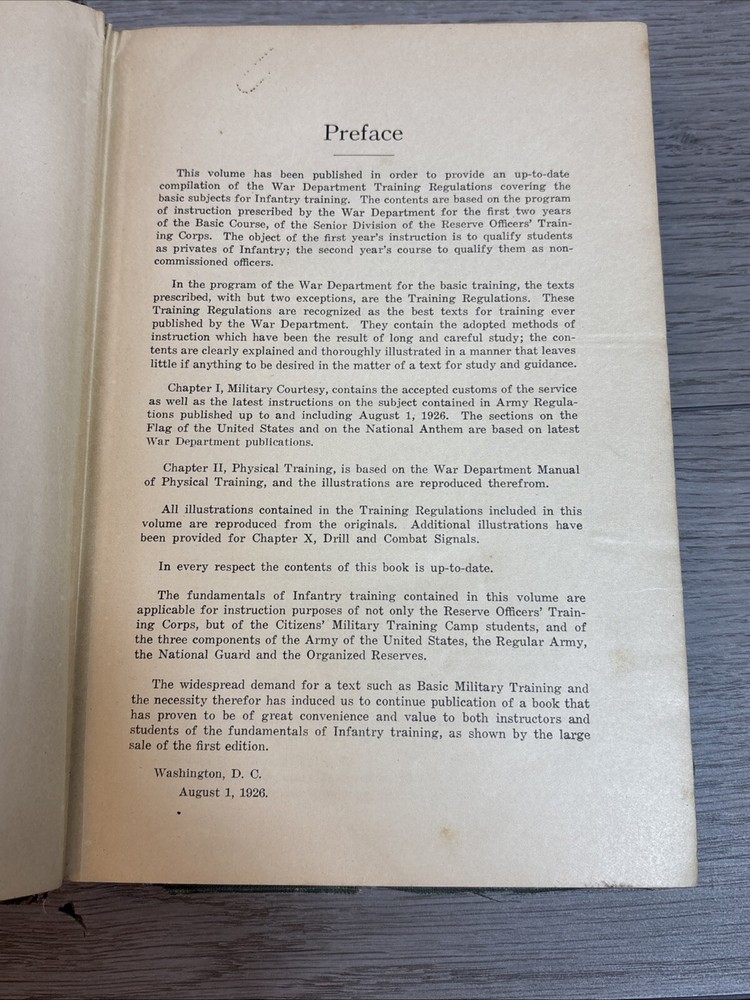 Preface
This volume has been published in order to provide an up-to-date
compilation of the War Department Training Regulations covering the
basic subjects for Infantry training. The contents are based on the program
of instruction prescribed by the War Department for the first two years
of the Basic Course, of the Senior Division of the Reserve Officers' Train-
ing Corps. The object of the first year's instruction is to qualify students
as privates of Infantry; the second year's course to qualify them as non-
commissioned officers.
In the program of the War Department for the basic training, the texts
prescribed, with but two exceptions, are the Training Regulations. These
Training Regulations are recognized as the best texts for training ever
published by the War Department. They contain the adopted methods of
instruction which have been the result of long and careful study; the con-
tents are clearly explained and thoroughly illustrated in a manner that leaves
little if anything to be desired in the matter of a text for study and guidance.
Chapter I, Military Courtesy, contains the accepted customs of the service
as well as the latest instructions on the subject contained in Army Regula-
tions published up to and including August 1, 1926. The sections on the
Flag of the United States and on the National Anthem are based on latest
War Department publications.
Chapter II, Physical Training, is based on the War Department Manual
of Physical Training, and the illustrations are reproduced therefrom.
All illustrations contained in the Training Regulations included in this
volume are reproduced from the originals. Additional illustrations have
been provided for Chapter X, Drill and Combat Signals.
In every respect the contents of this book is up-to-date.
The fundamentals of Infantry training contained in this volume are
applicable for instruction purposes of not only the Reserve Officers' Train-
ing Corps, but of the Citizens' Military Training Camp students, and of
the three components of the Army of the United States, the Regular Army,
the National Guard and the Organized Reserves.
The widespread demand for a text such as Basic Military Training and
the necessity therefor has induced us to continue publication of a book that
has proven to be of great convenience and value to both instructors and
students of the fundamentals of Infantry training, as shown by the large
sale of the first edition.
Washington, D. C.
August 1, 1926.